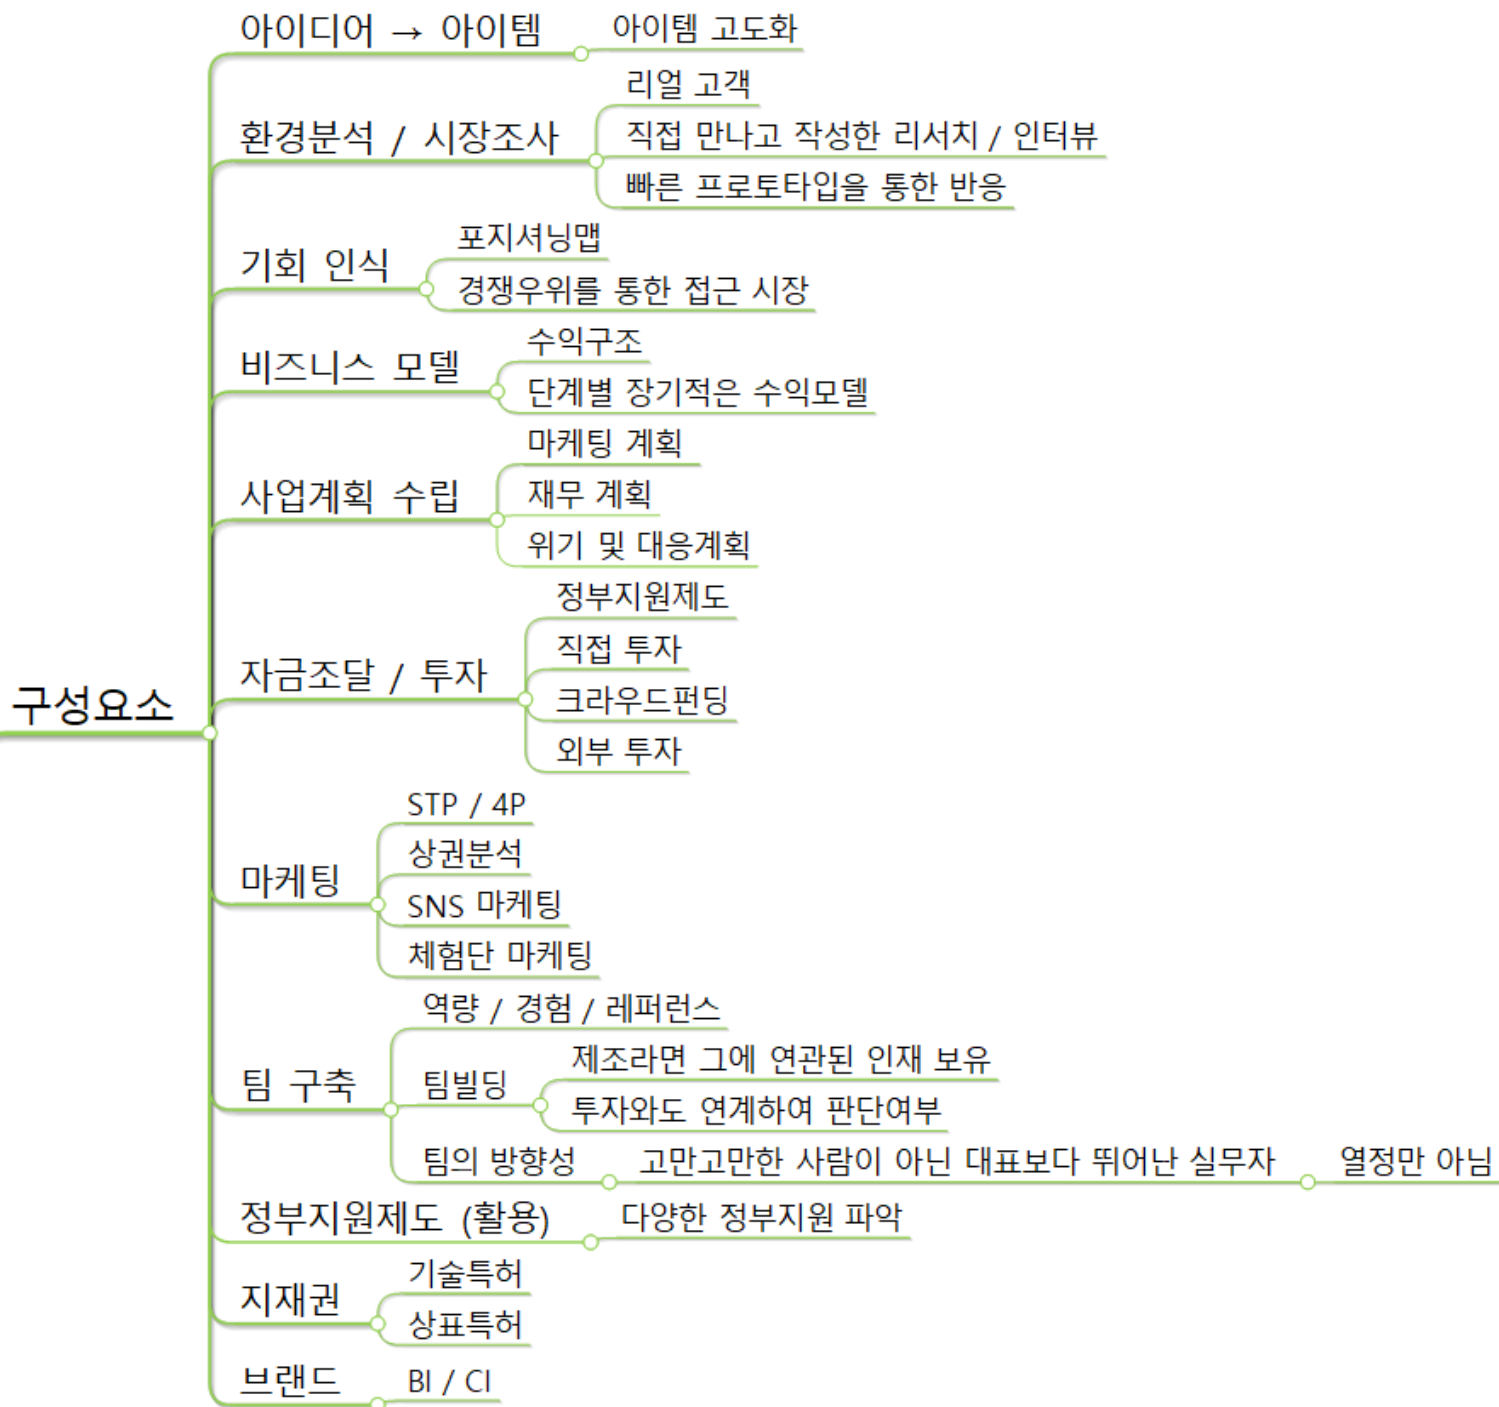 구성요소
아이디어 → 아이템
아이템 고도화
환경분석 / 시장조사
리얼 고객
직접 만나고 작성한 리서치 / 인터뷰
빠른 프로토타입을 통한 반응
기회 인식
포지셔닝맵
경쟁우위를 통한 접근 시장
비즈니스 모델
수익구조
단계별 장기적은 수익모델
사업계획 수립
마케팅 계획
재무 계획
위기 및 대응계획
자금조달 / 투자
정부지원제도
직접 투자
크라우드펀딩
외부 투자
마케팅
STP / 4P
상권분석
SNS 마케팅
체험단 마케팅
팀 구축
역량 / 경험 / 레퍼런스
팀빌딩
제조라면 그에 연관된 인재 보유
투자와도 연계하여 판단여부
팀의 방향성
고만고만한 사람이 아닌 대표보다 뛰어난 실무자
열정만 아님
정부지원제도 (활용)
다양한 정부지원 파악
지재권
기술특허
상표특허
브랜드
BI / CI